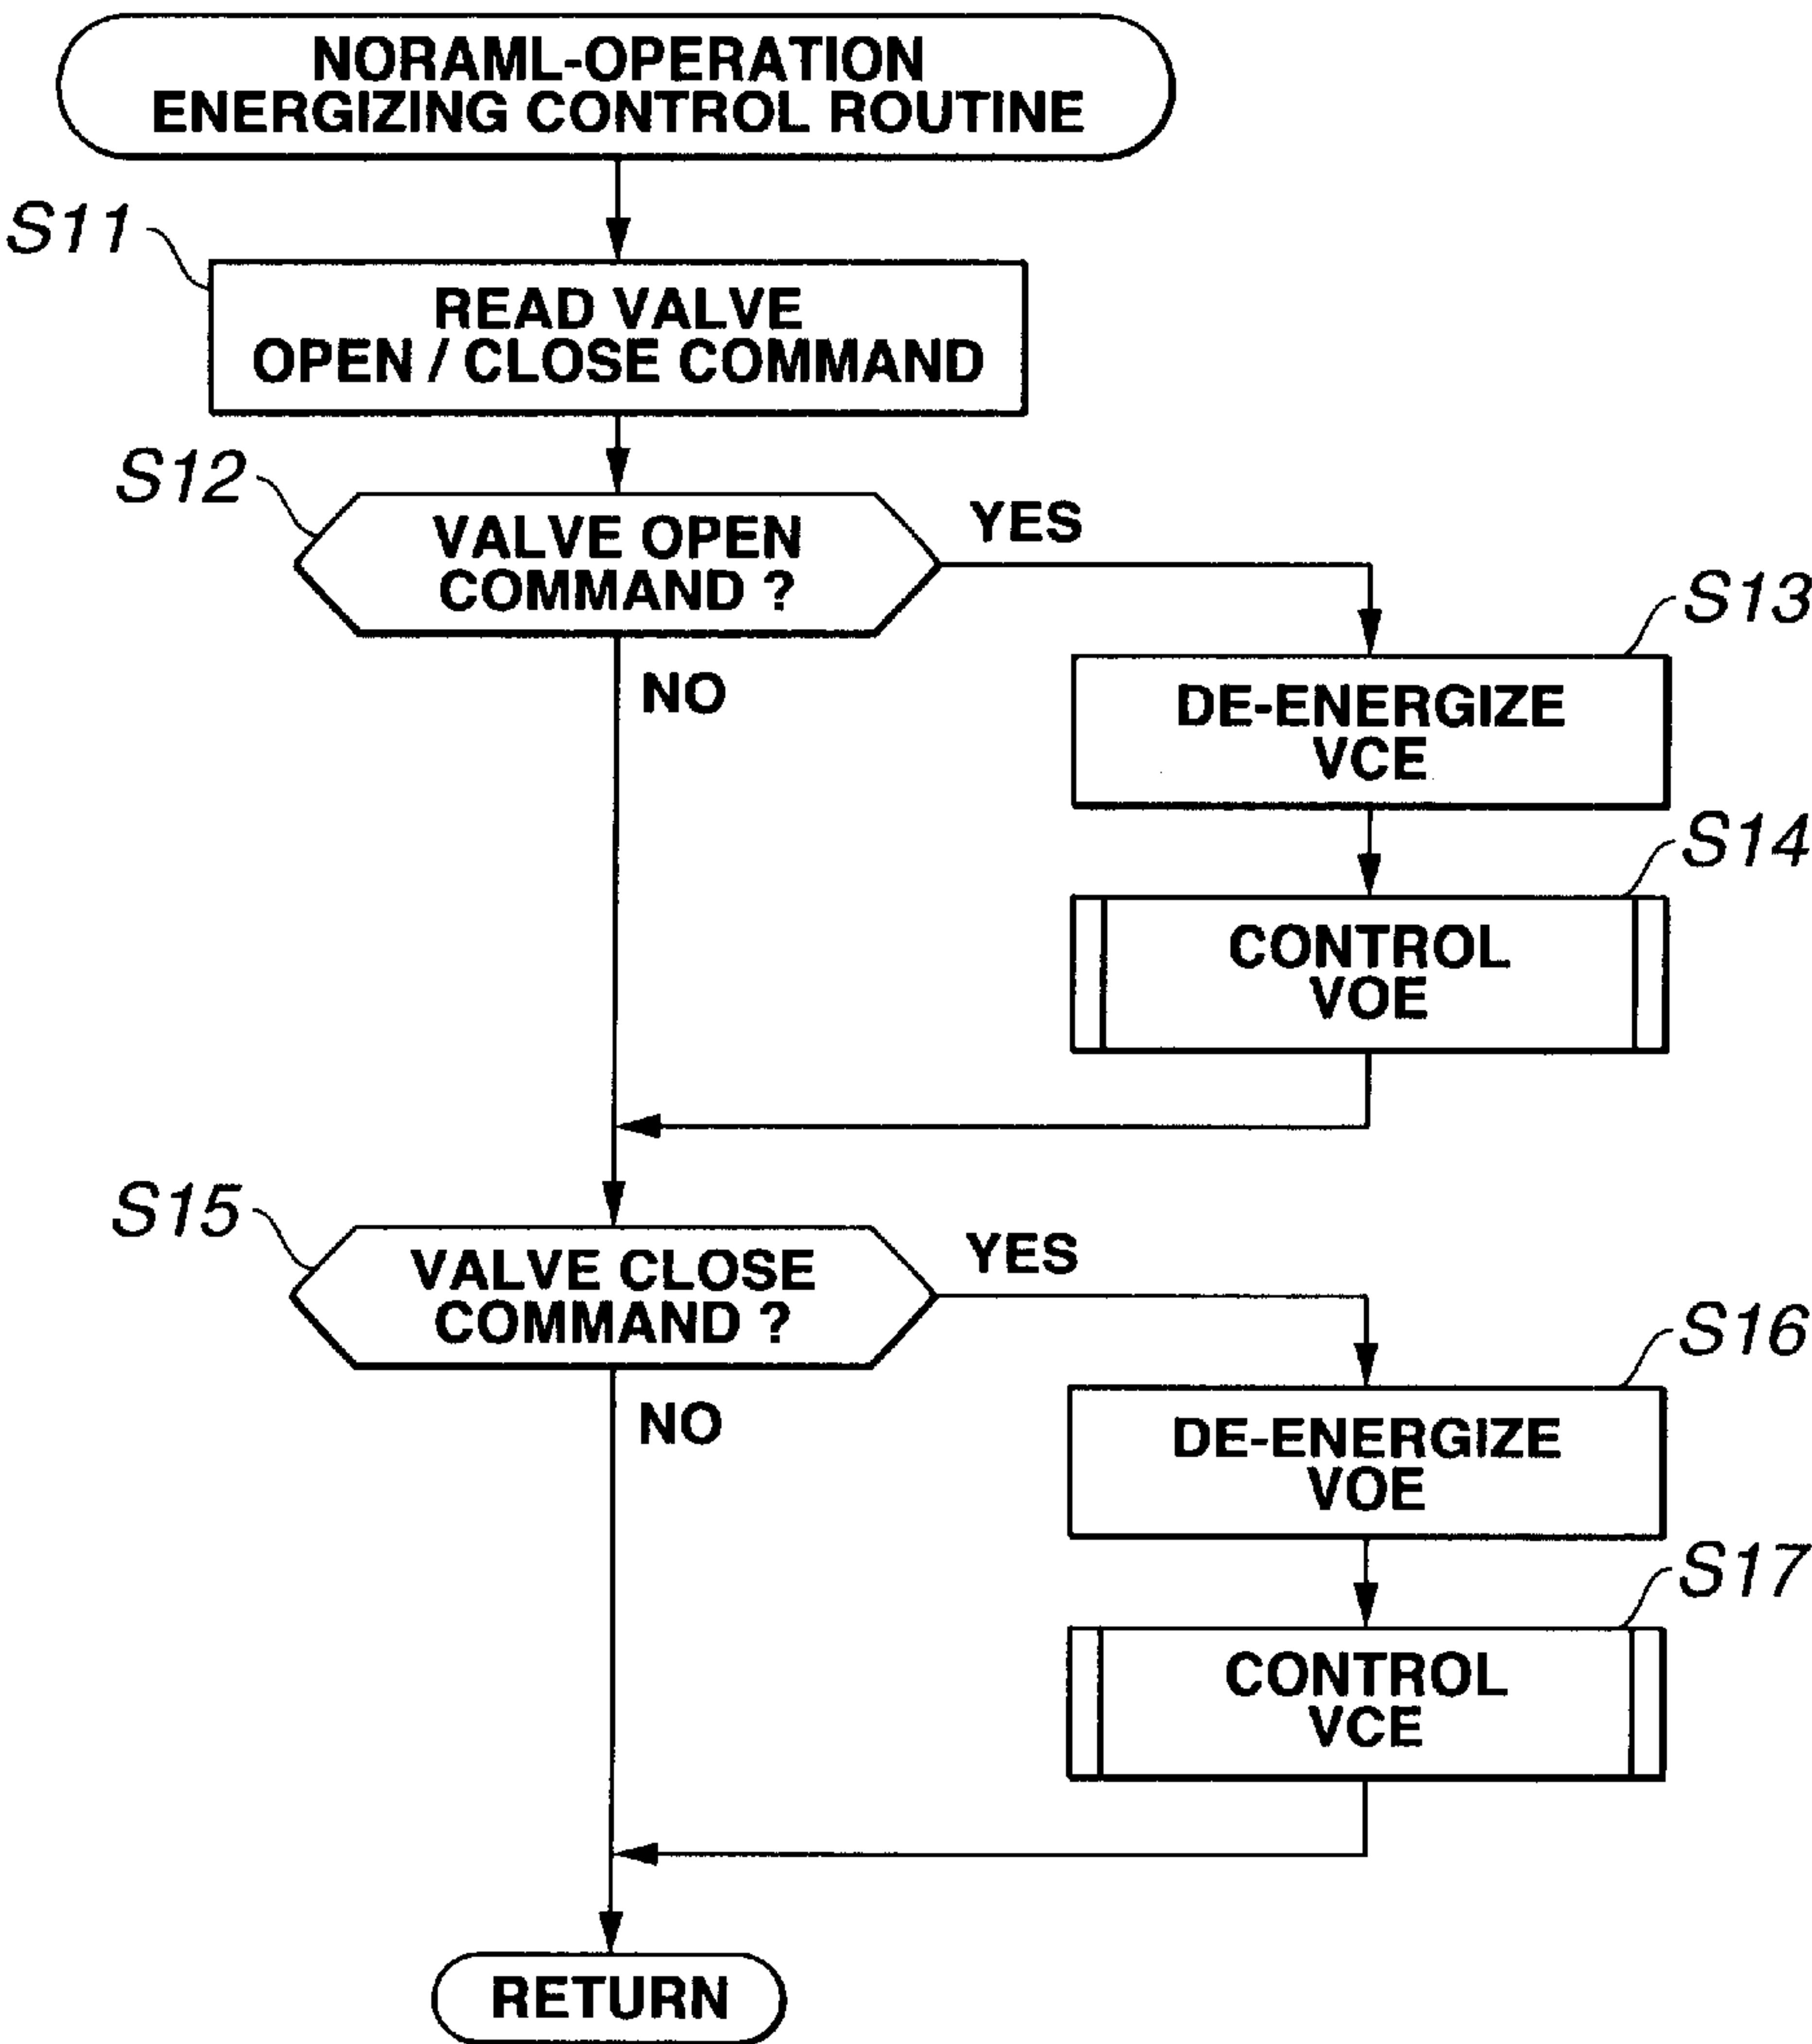 NORAML-OPERATION
ENERGIZING CONTROL ROUTINE
S11
READ VALVE
OPEN / CLOSE COMMAND
S12
VALVE OPEN
COMMAND ?
YES
NO
S13
DE-ENERGIZE
VCE
S14
CONTROL
VOE
S15
VALVE CLOSE
COMMAND ?
YES
NO
S16
DE-ENERGIZE
VOE
S17
CONTROL
VCE
RETURN